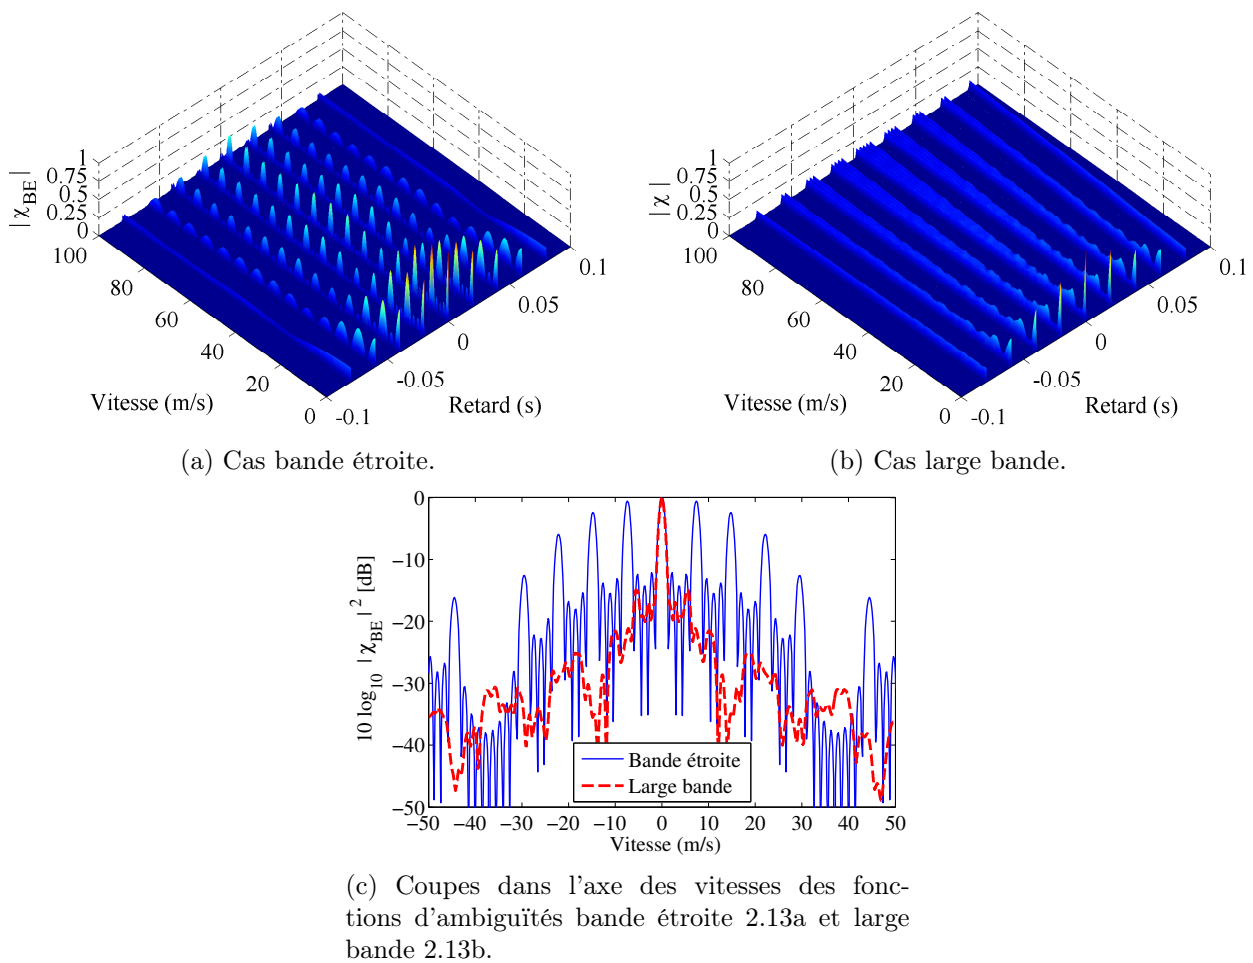 1
0.75
0.5
0.25
0
|χBE|
100
80
60
40
20
0
Vitesse (m/s)
-0.1
-0.05
0
0.05
0.1
Retard (s)
(a) Cas bande étroite.
1
0.75
0.5
0.25
0
|χ|
100
80
60
40
20
0
Vitesse (m/s)
-0.1
-0.05
0
0.05
0.1
Retard (s)
(b) Cas large bande.
0
−10
−20
−30
−40
−50
10 log10 |χBE|² [dB]
Bande étroite
Large bande
−50 −40 −30 −20 −10 0 10 20 30 40 50
Vitesse (m/s)
(c) Coupes dans l'axe des vitesses des fonc-
tions d'ambiguïtés bande étroite 2.13a et large
bande 2.13b.